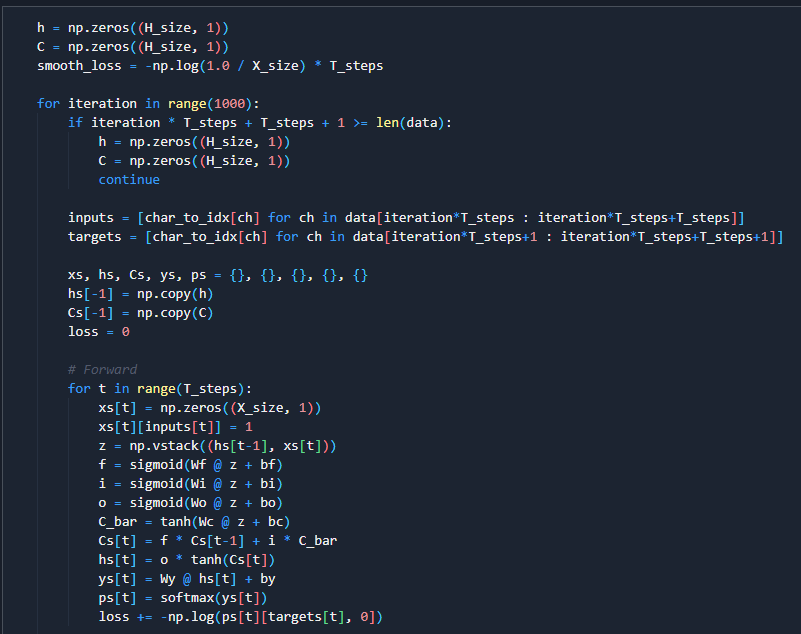 h = np.zeros((H_size, 1))
C = np.zeros((H_size, 1))
smooth_loss = -np.log(1.0 / X_size) * T_steps

for iteration in range(1000):
    if iteration * T_steps + T_steps + 1 >= len(data):
        h = np.zeros((H_size, 1))
        C = np.zeros((H_size, 1))
        continue

    inputs = [char_to_idx[ch] for ch in data[iteration*T_steps : iteration*T_steps+T_steps]]
    targets = [char_to_idx[ch] for ch in data[iteration*T_steps+1 : iteration*T_steps+T_steps+1]]

    xs, hs, Cs, ys, ps = {}, {}, {}, {}, {}
    hs[-1] = np.copy(h)
    Cs[-1] = np.copy(C)
    loss = 0

    # Forward
    for t in range(T_steps):
        xs[t] = np.zeros((X_size, 1))
        xs[t][inputs[t]] = 1
        z = np.vstack((hs[t-1], xs[t]))
        f = sigmoid(Wf @ z + bf)
        i = sigmoid(Wi @ z + bi)
        o = sigmoid(Wo @ z + bo)
        C_bar = tanh(Wc @ z + bc)
        Cs[t] = f * Cs[t-1] + i * C_bar
        hs[t] = o * tanh(Cs[t])
        ys[t] = Wy @ hs[t] + by
        ps[t] = softmax(ys[t])
        loss += -np.log(ps[t][targets[t], 0])